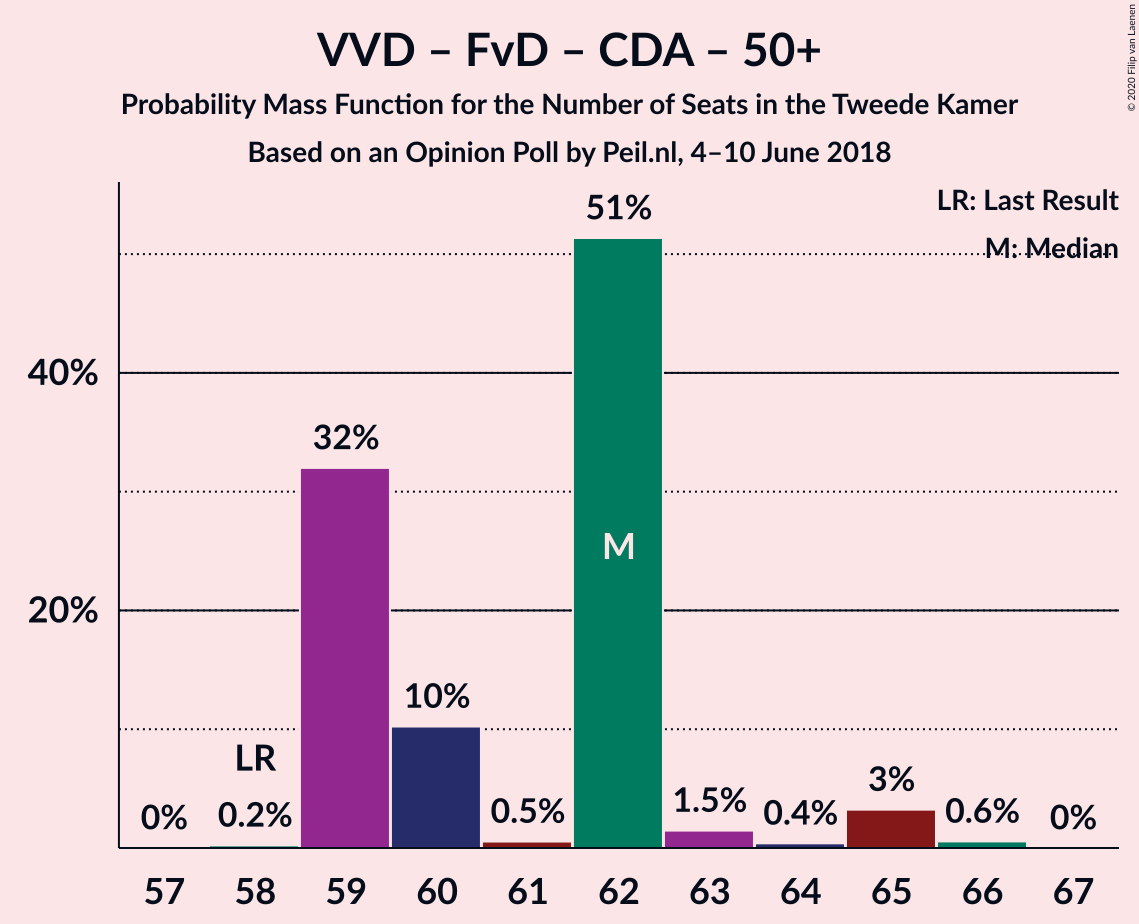 VVD – FvD – CDA – 50+
Probability Mass Function for the Number of Seats in the Tweede Kamer
Based on an Opinion Poll by Peil.nl, 4–10 June 2018
© 2020 Filip van Laenen
LR: Last Result
M: Median
51%
40%
32%
M
20%
10%
LR
0%
0.2%
0.5%
1.5%
0.4%
3%
0.6%
0%
57 58 59 60 61 62 63 64 65 66 67